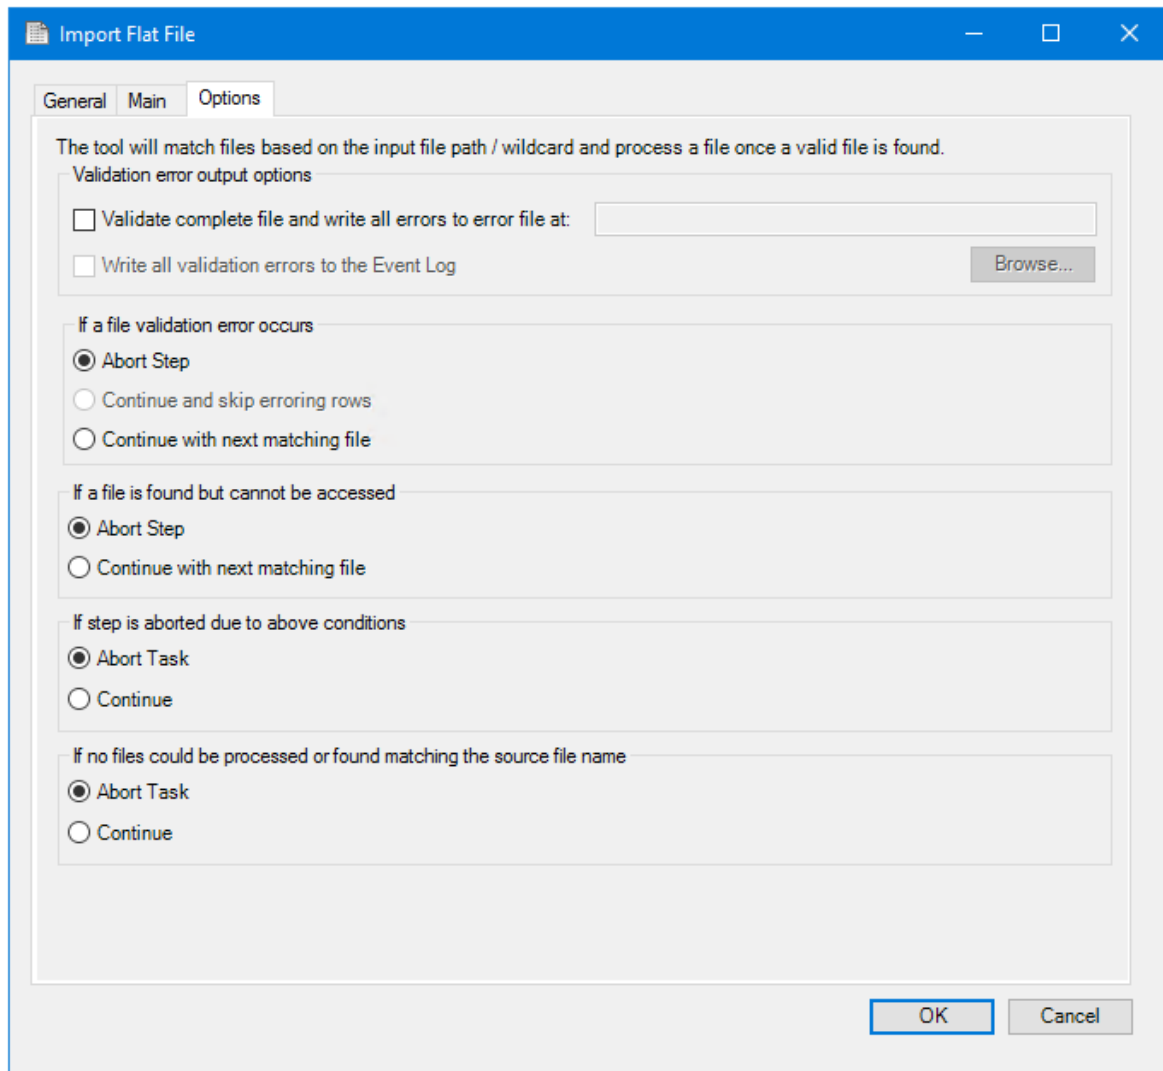 Import Flat File
General Main Options
The tool will match files based on the input file path / wildcard and process a file once a valid file is found.
Validation error output options
Validate complete file and write all errors to error file at:
Write all validation errors to the Event Log
Browse...
If a file validation error occurs
Abort Step
Continue and skip erroring rows
Continue with next matching file
If a file is found but cannot be accessed
Abort Step
Continue with next matching file
If step is aborted due to above conditions
Abort Task
Continue
If no files could be processed or found matching the source file name
Abort Task
Continue
OK Cancel